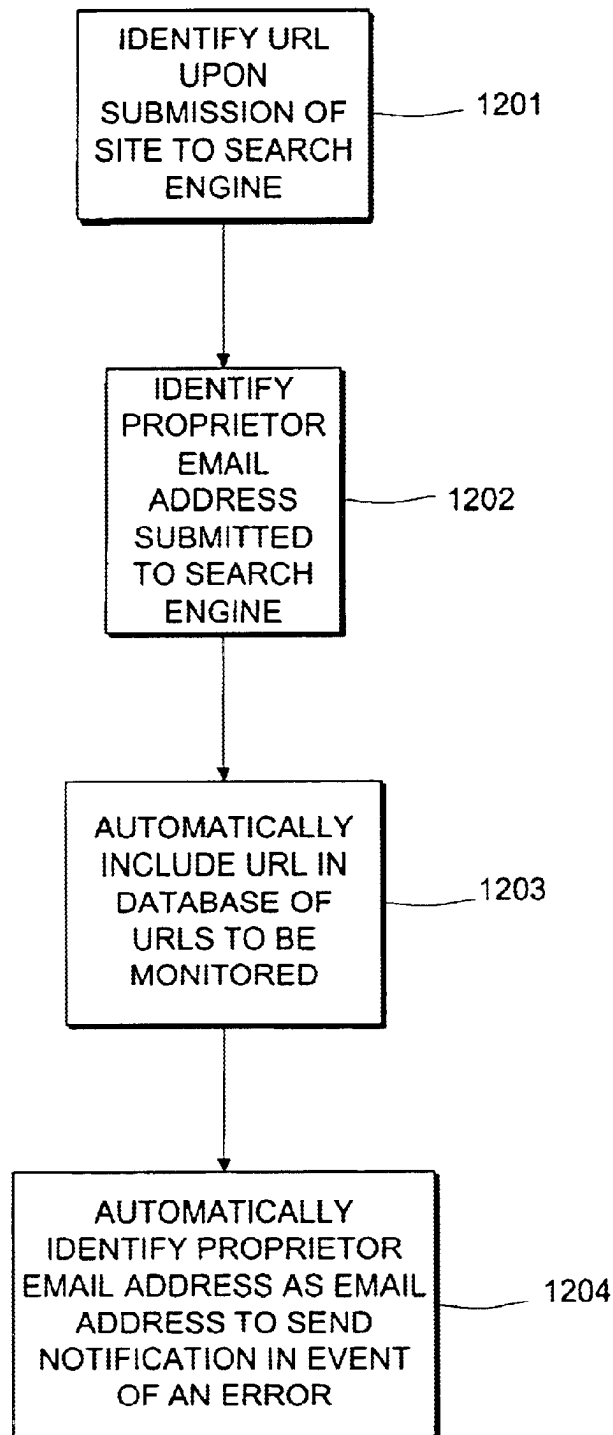 IDENTIFY URL
UPON
SUBMISSION OF
SITE TO SEARCH
ENGINE
1201
IDENTIFY
PROPRIETOR
EMAIL
ADDRESS
SUBMITTED
TO SEARCH
ENGINE
1202
AUTOMATICALLY
INCLUDE URL IN
DATABASE OF
URLS TO BE
MONITORED
1203
AUTOMATICALLY
IDENTIFY PROPRIETOR
EMAIL ADDRESS AS EMAIL
ADDRESS TO SEND
NOTIFICATION IN EVENT
OF AN ERROR
1204